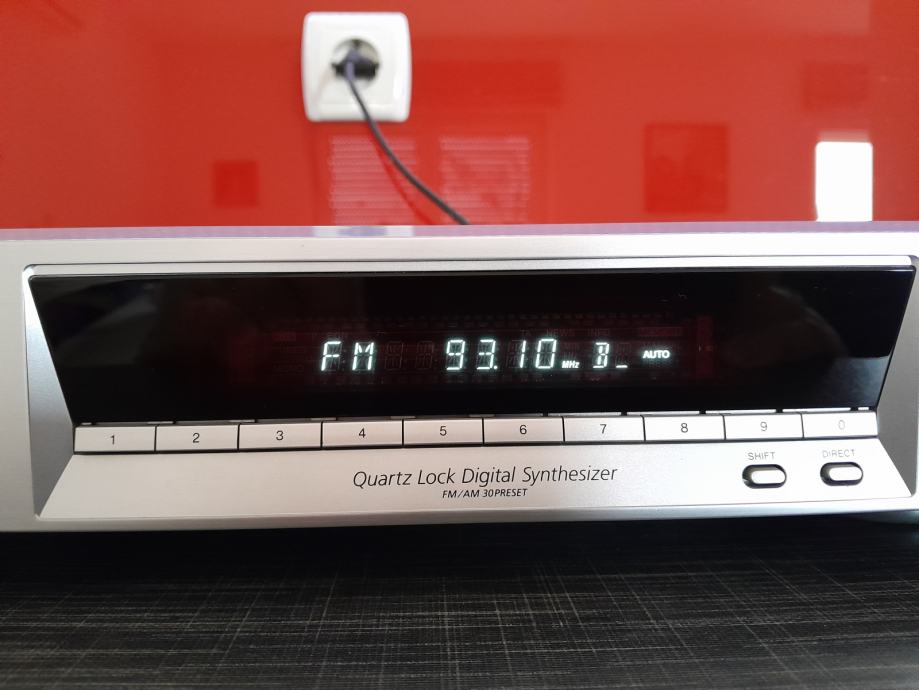 FM 93.10 MHz B_ AUTO
1 2 3 4 5 6 7 8 9 0
SHIFT DIRECT
Quartz Lock Digital Synthesizer
FM/AM 30PRESET